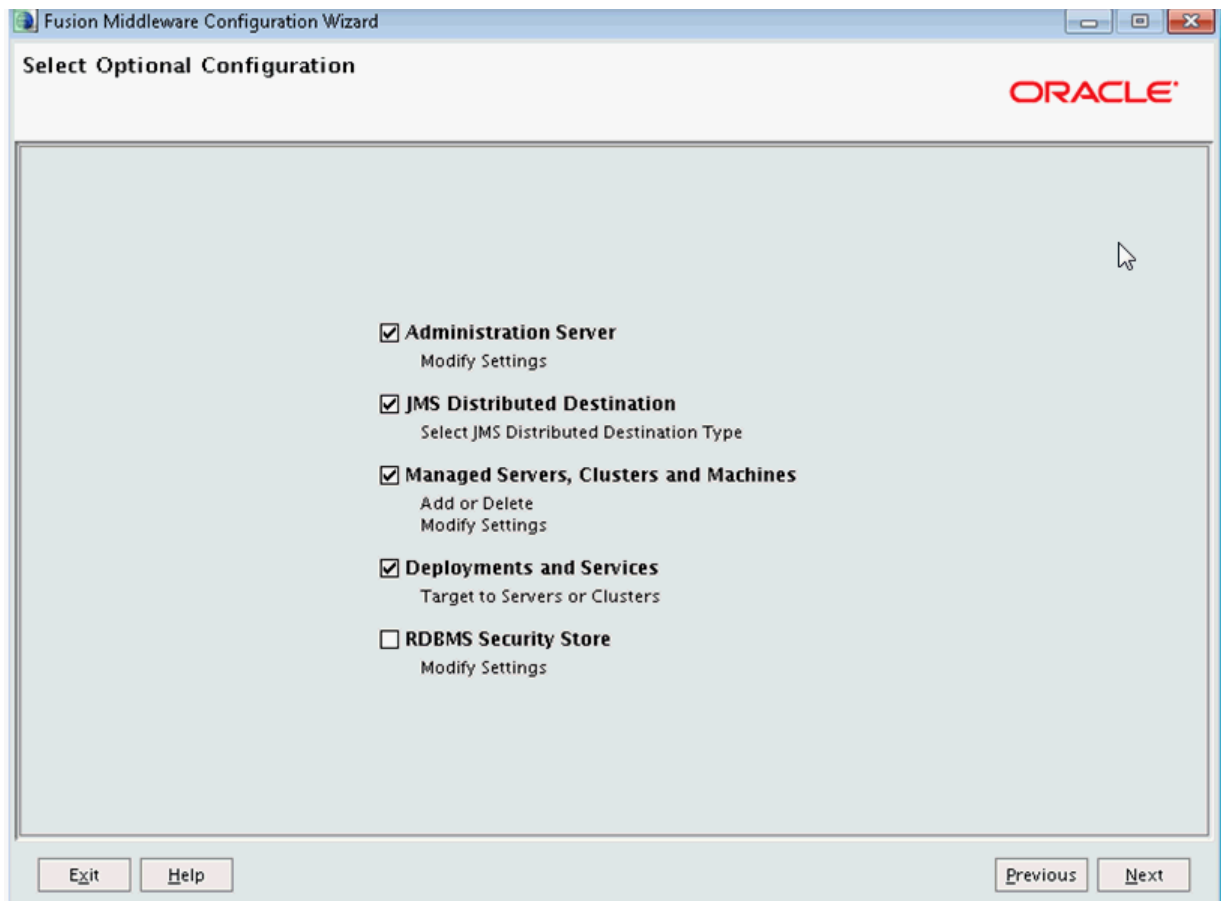 Fusion Middleware Configuration Wizard
Select Optional Configuration
ORACLE
Administration Server
Modify Settings
JMS Distributed Destination
Select JMS Distributed Destination Type
Managed Servers, Clusters and Machines
Add or Delete
Modify Settings
Deployments and Services
Target to Servers or Clusters
RDBMS Security Store
Modify Settings
Exit Help Previous Next